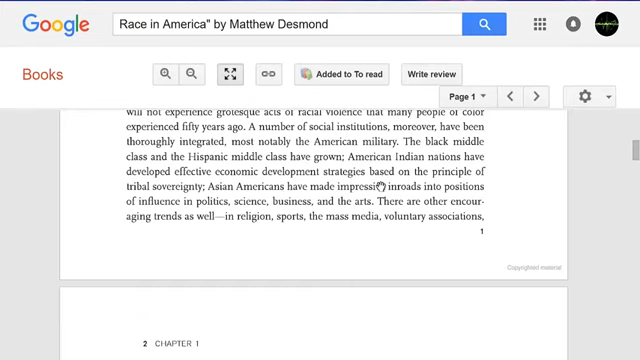 Google
Race in America" by Matthew Desmond
Books
Added to To read
Write review
Page 1
will not experience grotesque acts of racial violence that many people of color
experienced fifty years ago. A number of social institutions, moreover, have been
thoroughly integrated, most notably the American military. The black middle
class and the Hispanic middle class have grown; American Indian nations have
developed effective economic development strategies based on the principle of
tribal sovereignty; Asian Americans have made impressive inroads into positions
of influence in politics, science, business, and the arts. There are other encour-
aging trends as well—in religion, sports, the mass media, voluntary associations,
1
Copyrighted material
2 CHAPTER 1